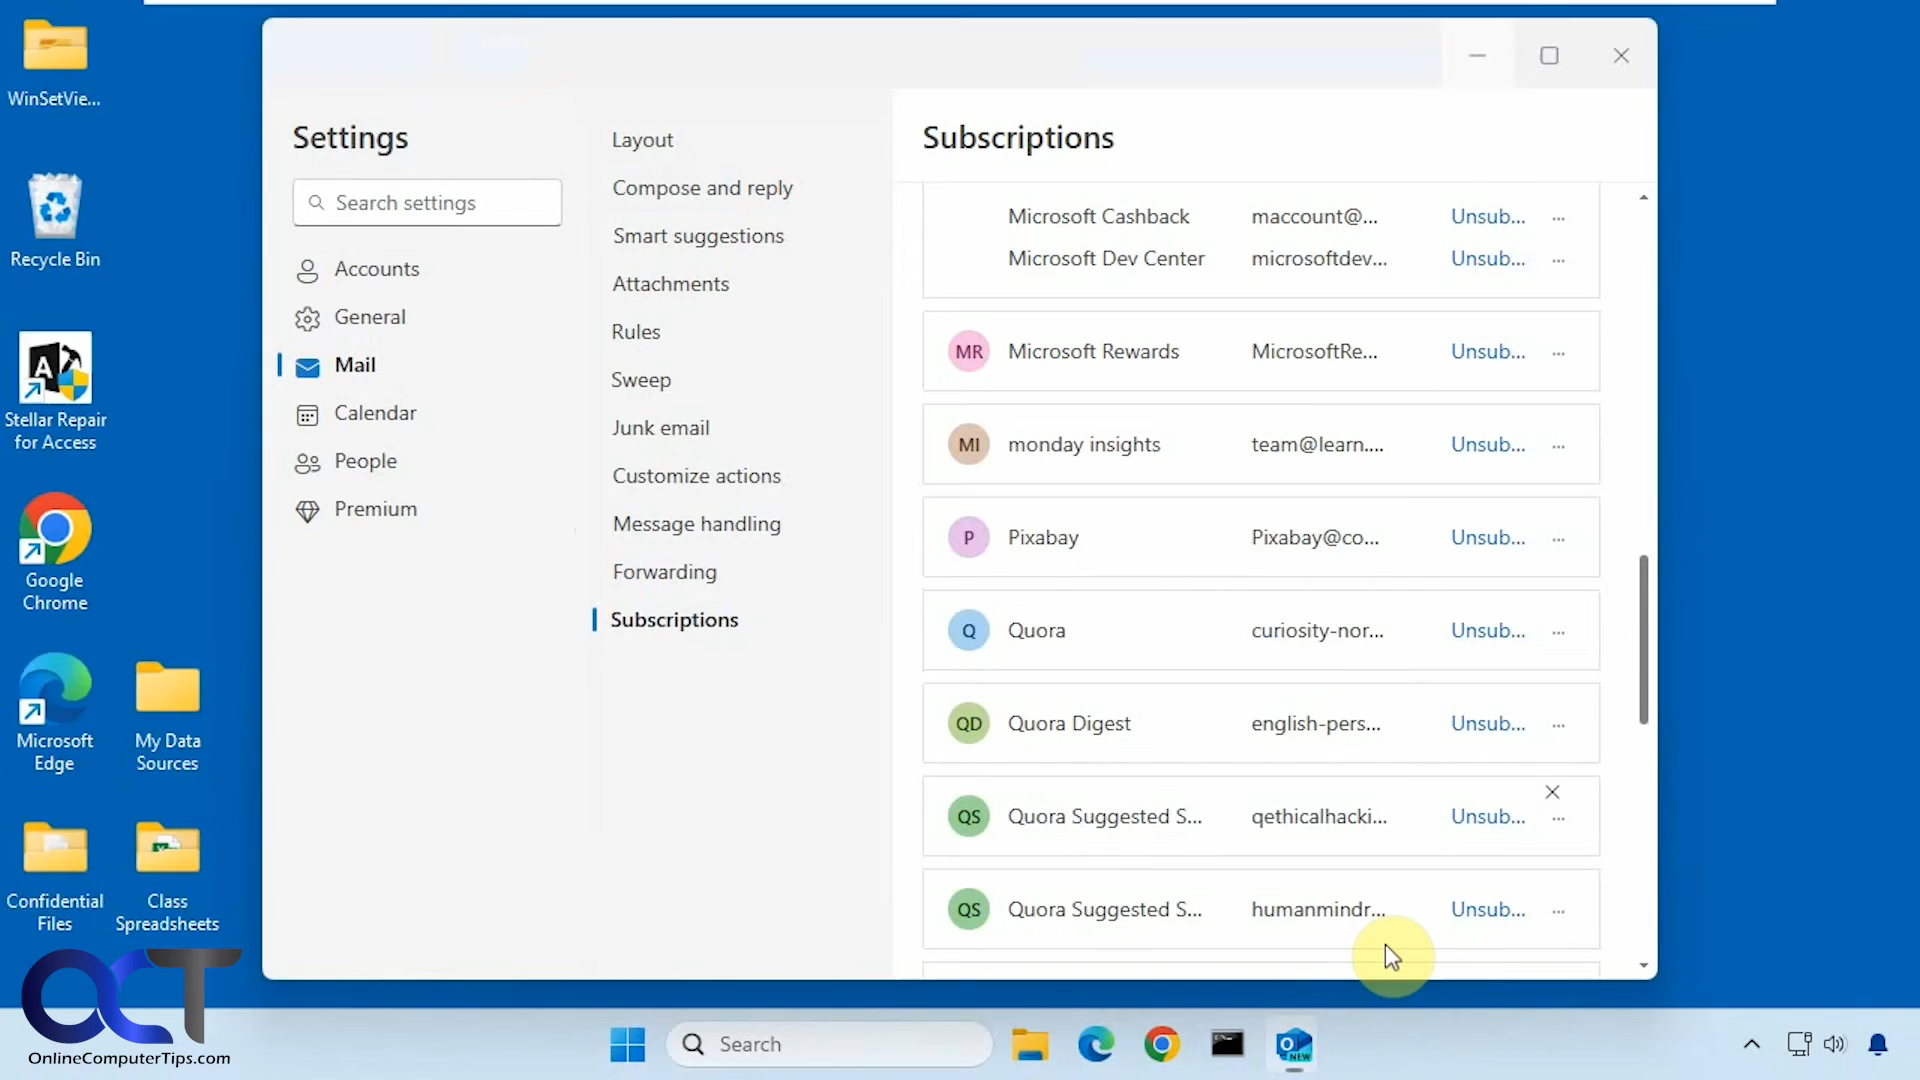 WinSetVie...
Recycle Bin
Stellar Repair
for Access
Google
Chrome
Microsoft
Edge
My Data
Sources
Confidential
Files
Class
Spreadsheets
OCT
OnlineComputerTips.com
Settings
Search settings
Accounts
General
Mail
Calendar
People
Premium
Layout
Compose and reply
Smart suggestions
Attachments
Rules
Sweep
Junk email
Customize actions
Message handling
Forwarding
Subscriptions
Subscriptions
Microsoft Cashback maccount@... Unsub... ...
Microsoft Dev Center microsoftdev... Unsub... ...
MR Microsoft Rewards MicrosoftRe... Unsub... ...
MI monday insights team@learn.... Unsub... ...
P Pixabay Pixabay@co... Unsub... ...
Q Quora curiosity-nor... Unsub... ...
QD Quora Digest english-pers... Unsub... ...
QS Quora Suggested S... qethicalhacki... Unsub... ...
QS Quora Suggested S... humanmindr... Unsub... ...
Search
O NEW